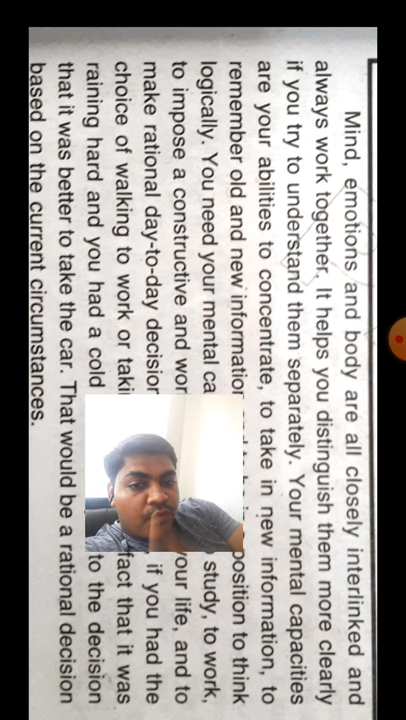 Mind, emotions and body are all closely interlinked and
always work together. It helps you distinguish them more clearly
if you try to understand them separately. Your mental capacities
are your abilities to concentrate, to take in new information, to
remember old and new information position to think
logically. You need your mental ca study, to work,
to impose a constructive and wor your life, and to
make rational day-to-day decision if you had the
choice of walking to work or taki fact that it was
raining hard and you had a cold to the decision
that it was better to take the car. That would be a rational decision
based on the current circumstances.